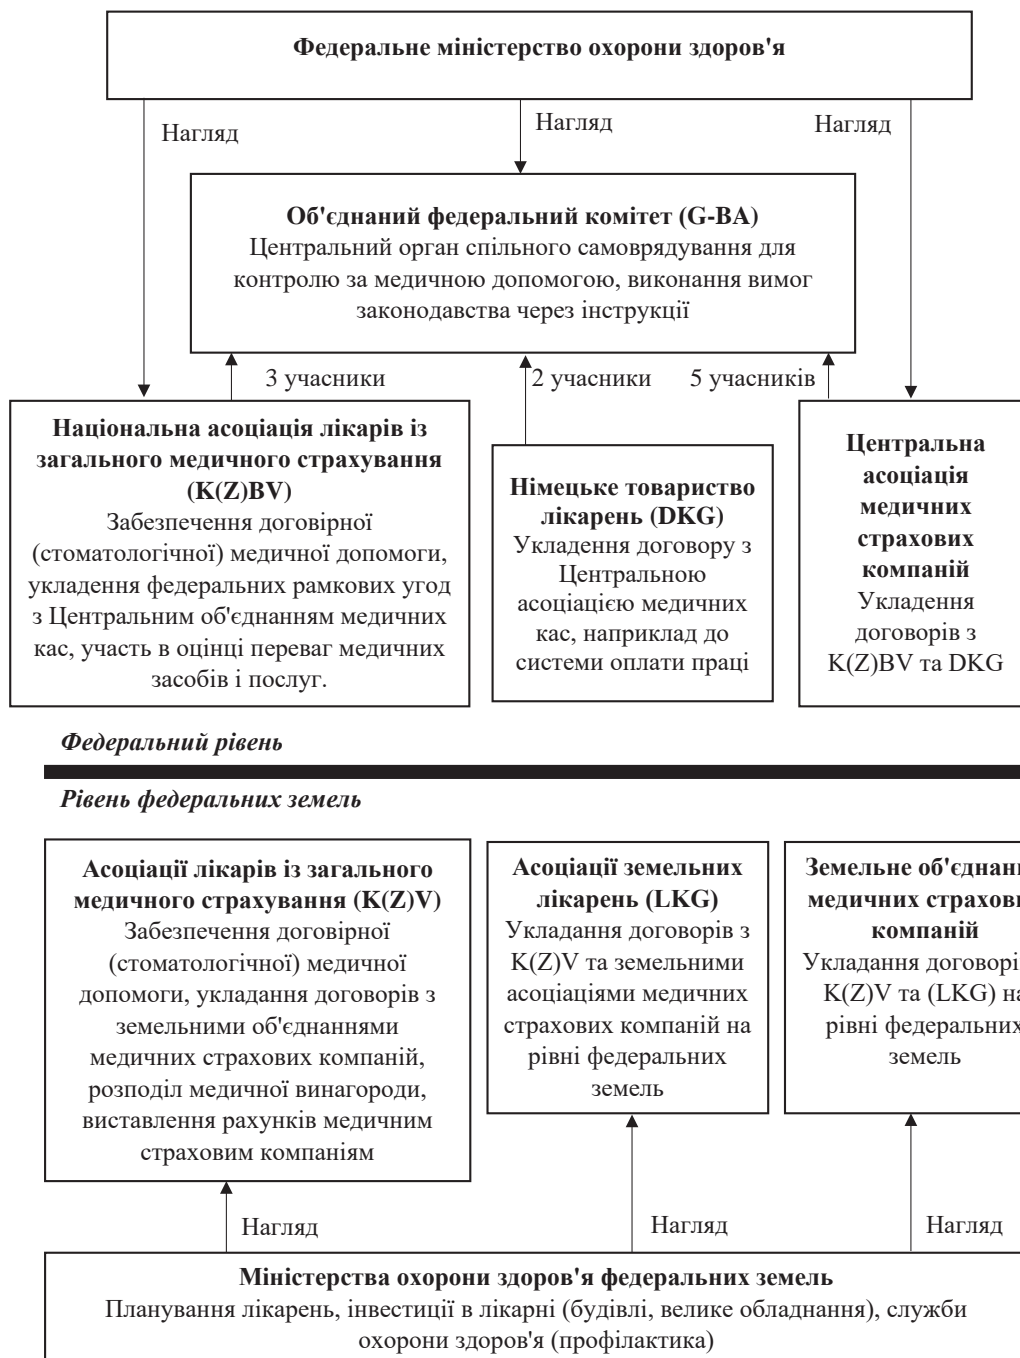 Федеральне міністерство охорони здоров'я
Нагляд
Нагляд
Нагляд
Об'єднаний федеральний комітет (G-BA)
Центральний орган спільного самоврядування для
контролю за медичною допомогою, виконання вимог
законодавства через інструкції
3 учасники
2 учасники
5 учасників
Національна асоціація лікарів із
загального медичного страхування
(K(Z)BV)
Забезпечення договірної
(стоматологічної) медичної допомоги,
укладення федеральних рамкових угод
з Центральним об'єднанням медичних
кас, участь в оцінці переваг медичних
засобів і послуг.
Німецьке товариство
лікарень (DKG)
Укладення договору з
Центральною
асоціацією медичних
кас, наприклад до
системи оплати праці
Центральна
асоціація
медичних
страхових
компаній
Укладення
договорів з
K(Z)BV та DKG
Федеральний рівень
Рівень федеральних земель
Асоціації лікарів із загального
медичного страхування (K(Z)V)
Забезпечення договірної
(стоматологічної) медичної
допомоги, укладання договорів з
земельними об'єднаннями
медичних страхових компаній,
розподіл медичної винагороди,
виставлення рахунків медичним
страховим компаніям
Асоціації земельних
лікарень (LKG)
Укладання договорів з
K(Z)V та земельними
асоціаціями медичних
страхових компаній на
рівні федеральних
земель
Земельне
медичних
компаній
Укладання
K(Z)V та (LKG) на
рівні федеральних
земель
Нагляд
Нагляд
Нагляд
Міністерства охорони здоров'я федеральних земель
Планування лікарень, інвестиції в лікарні (будівлі, велике обладнання), служби
охорони здоров'я (профілактика)